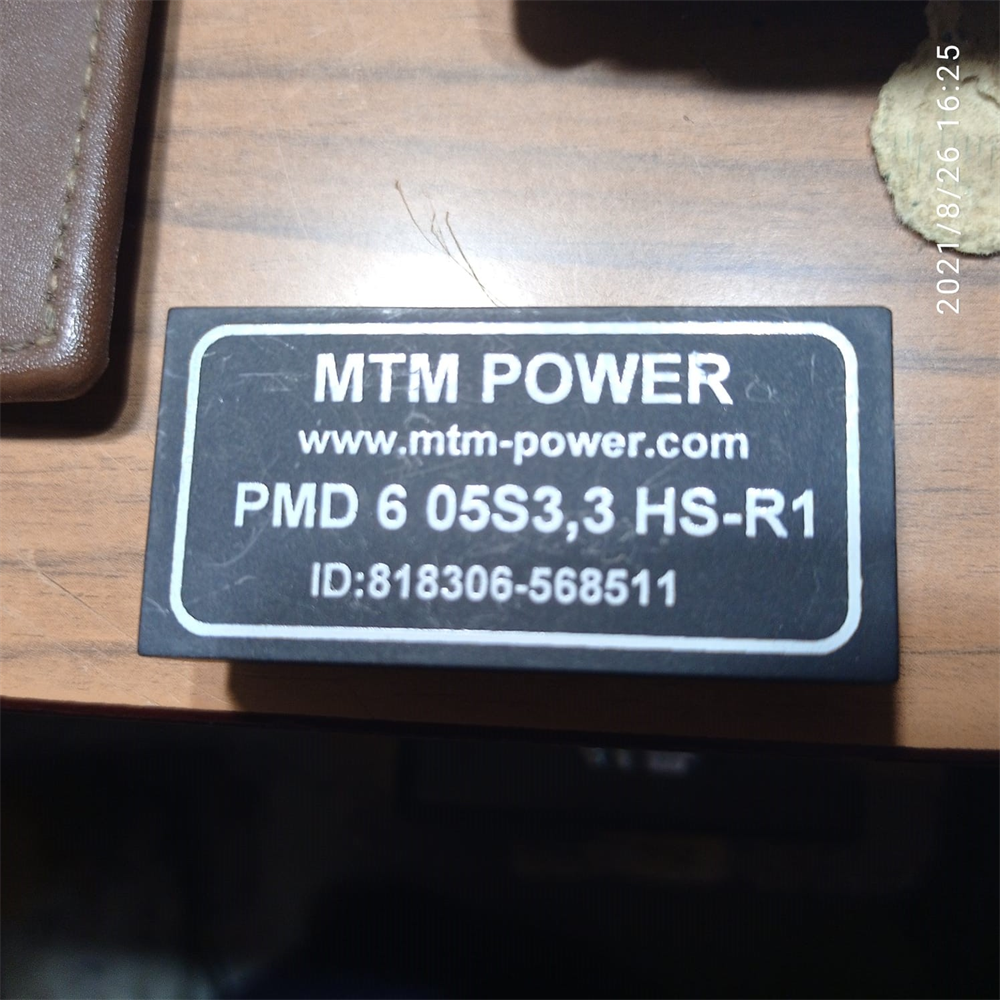 MTM POWER
www.mtm-power.com
PMD 6 05S3,3 HS-R1
ID:818306-568511
2021/8/26 16:25